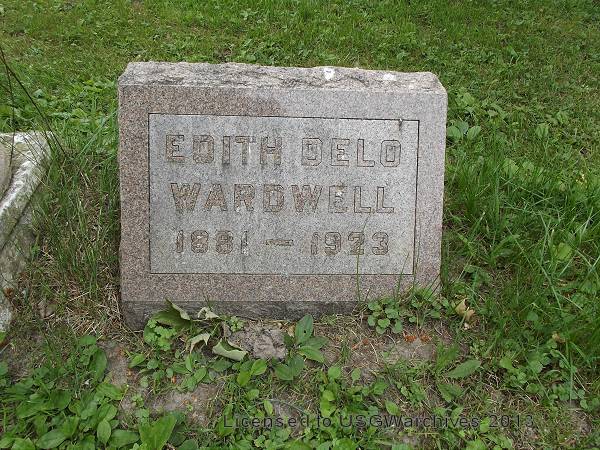 EDITH DELO
WARDWELL
1881 — 1923
Licensed to USGWarchives 2013